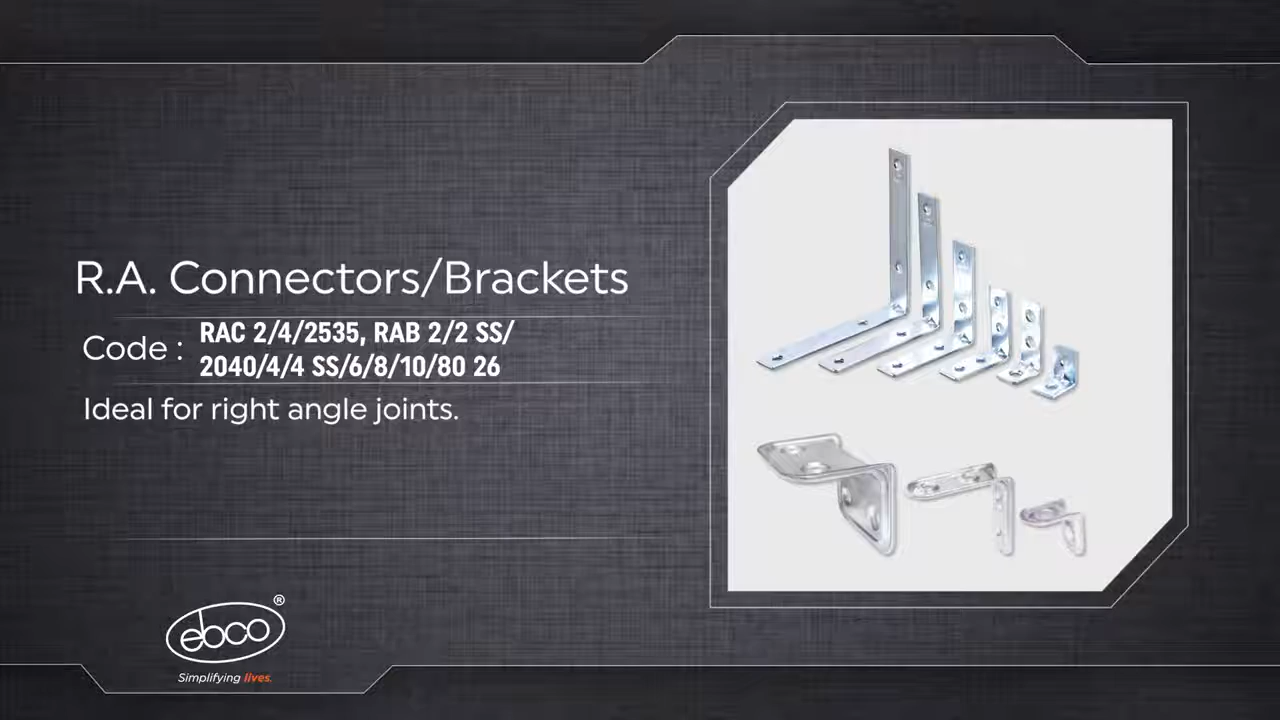 R.A. Connectors/Brackets
Code : RAC 2/4/2535, RAB 2/2 SS/
2040/4/4 SS/6/8/10/80 26
Ideal for right angle joints.
ebco®
Simplifying lives.